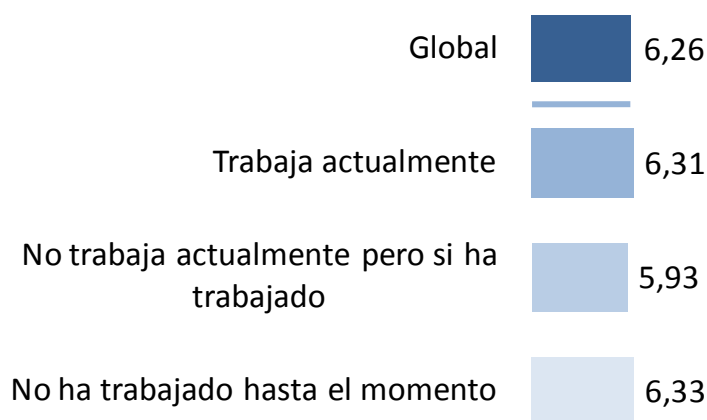 Global 6,26
Trabaja actualmente 6,31
No trabaja actualmente pero si ha
trabajado 5,93
No ha trabajado hasta el momento 6,33